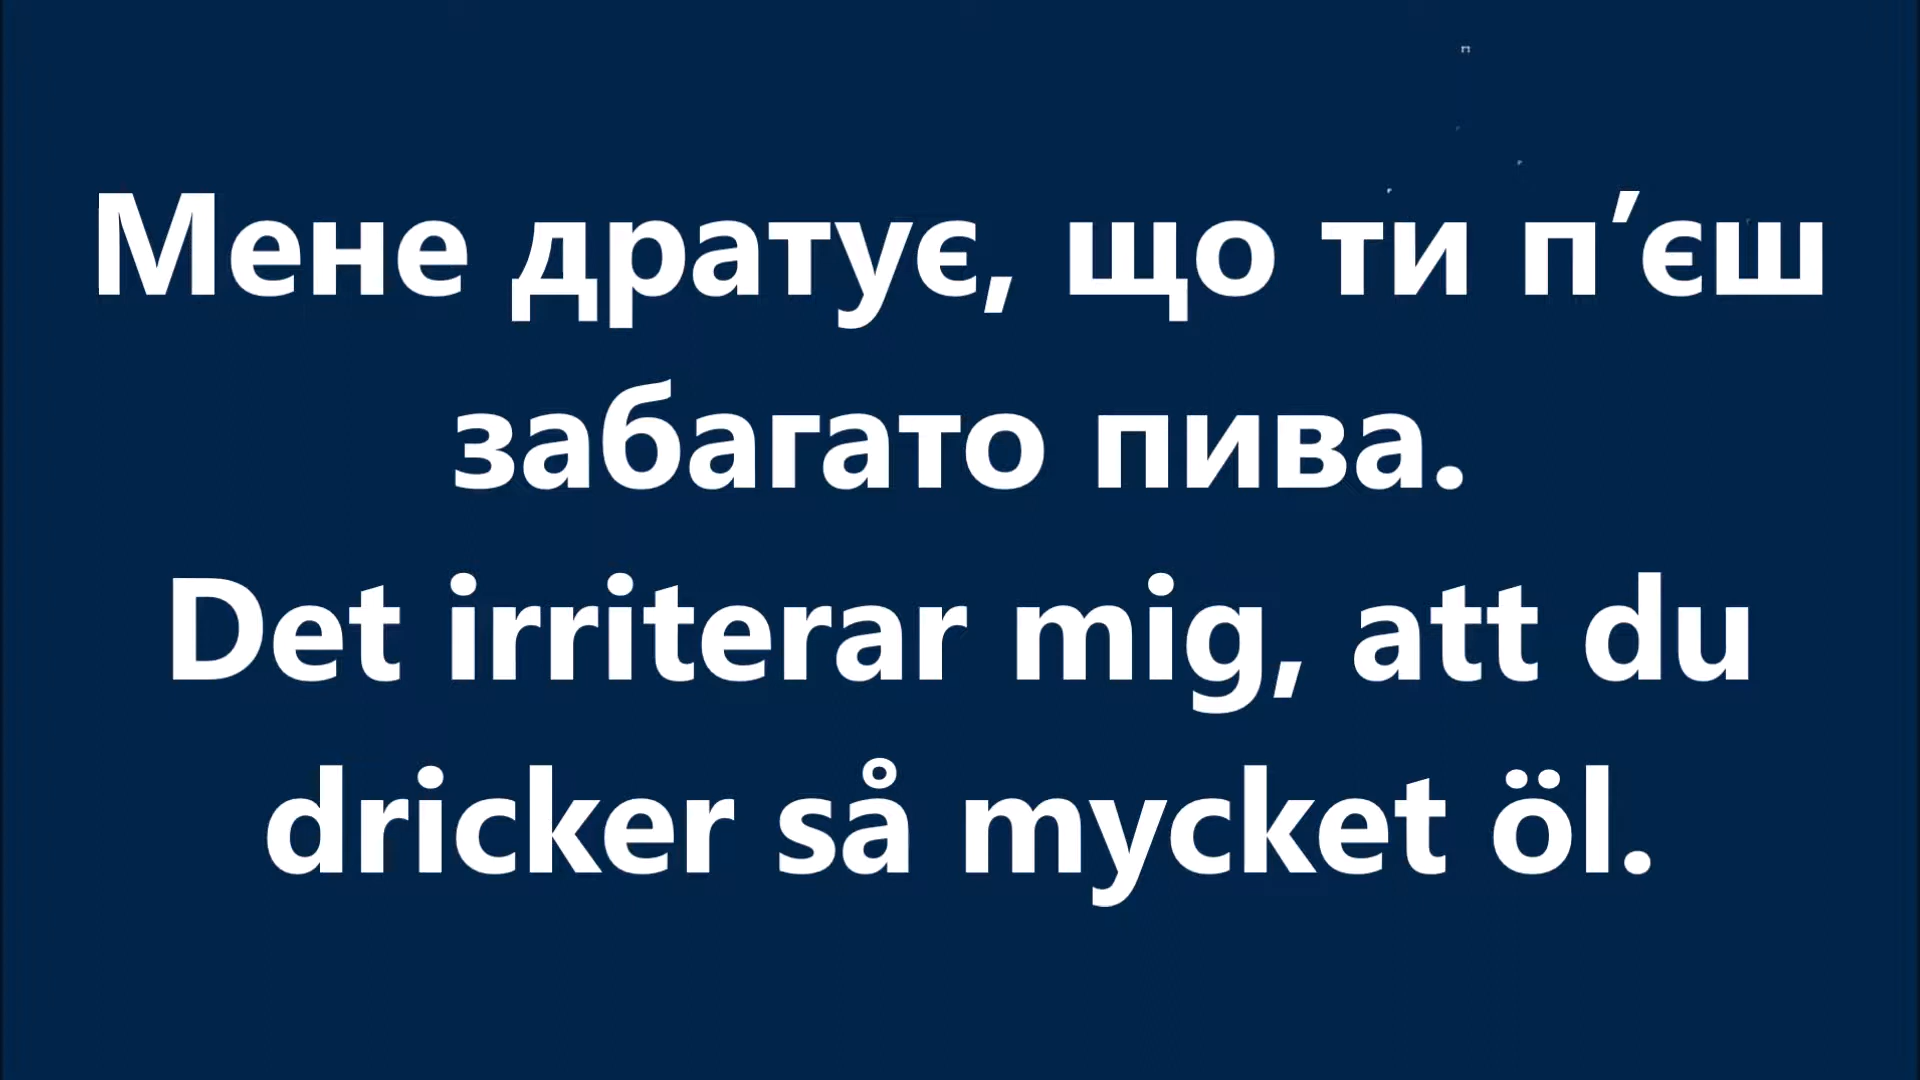 Мене дратує, що ти п’єш
забагато пива.
Det irriterar mig, att du
dricker så mycket öl.